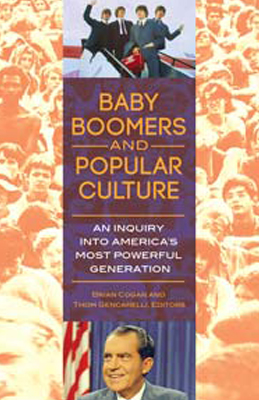 BABY
BOOMERS
AND
POPULAR
CULTURE
AN INQUIRY
INTO AMERICA'S
MOST POWERFUL
GENERATION
BRIAN COGAN AND
THOM GENCARELLI, EDITORS